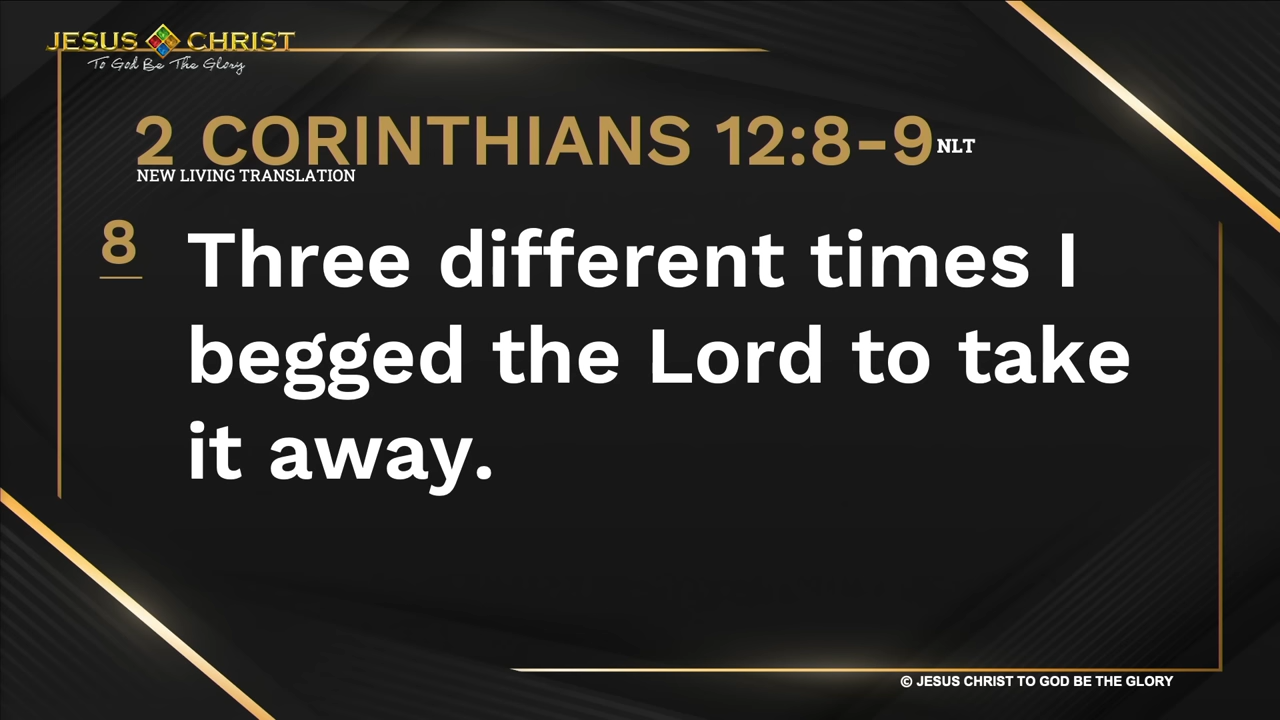 JESUS CHRIST
To God Be The Glory
2 CORINTHIANS 12:8-9 NLT
NEW LIVING TRANSLATION
8 Three different times I
begged the Lord to take
it away.
© JESUS CHRIST TO GOD BE THE GLORY